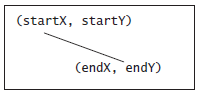 (startX, startY)
(endX, endY)